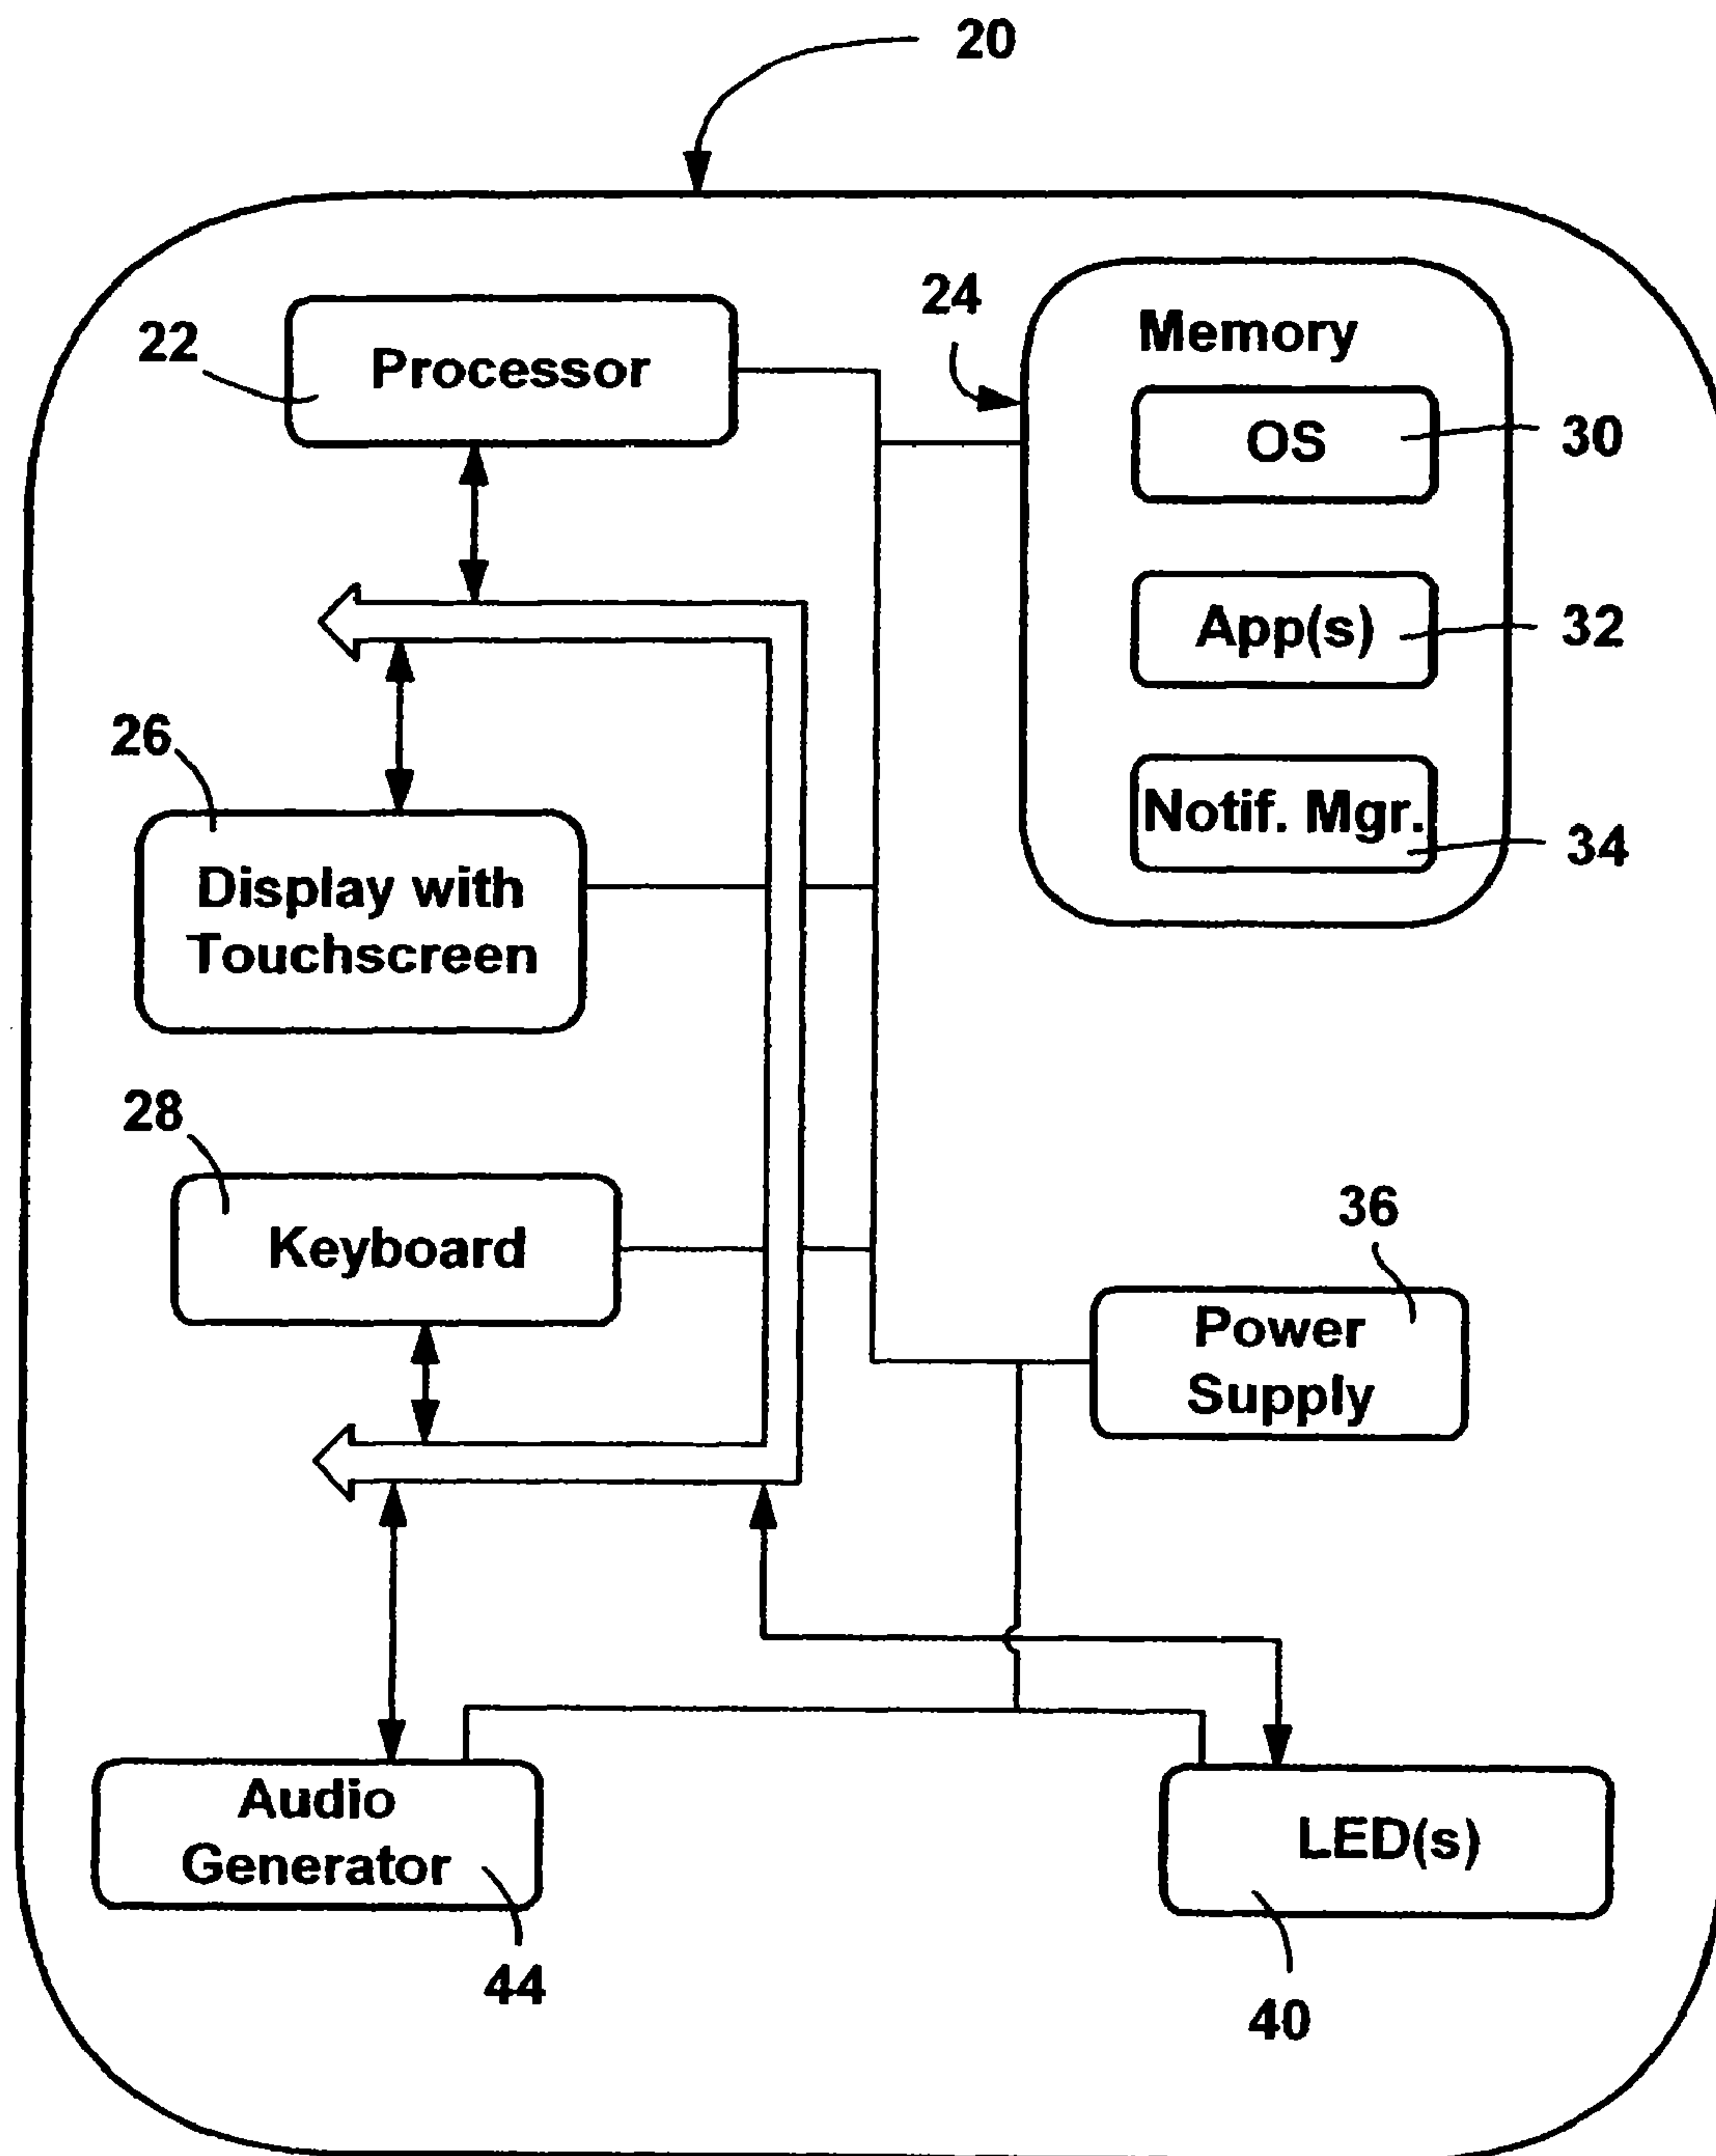 20
24
Memory
22
Processor
OS
30
App(s)
32
26
Notif. Mgr.
34
Display with
Touchscreen
28
Keyboard
36
Power
Supply
Audio
Generator
LED(s)
44
40